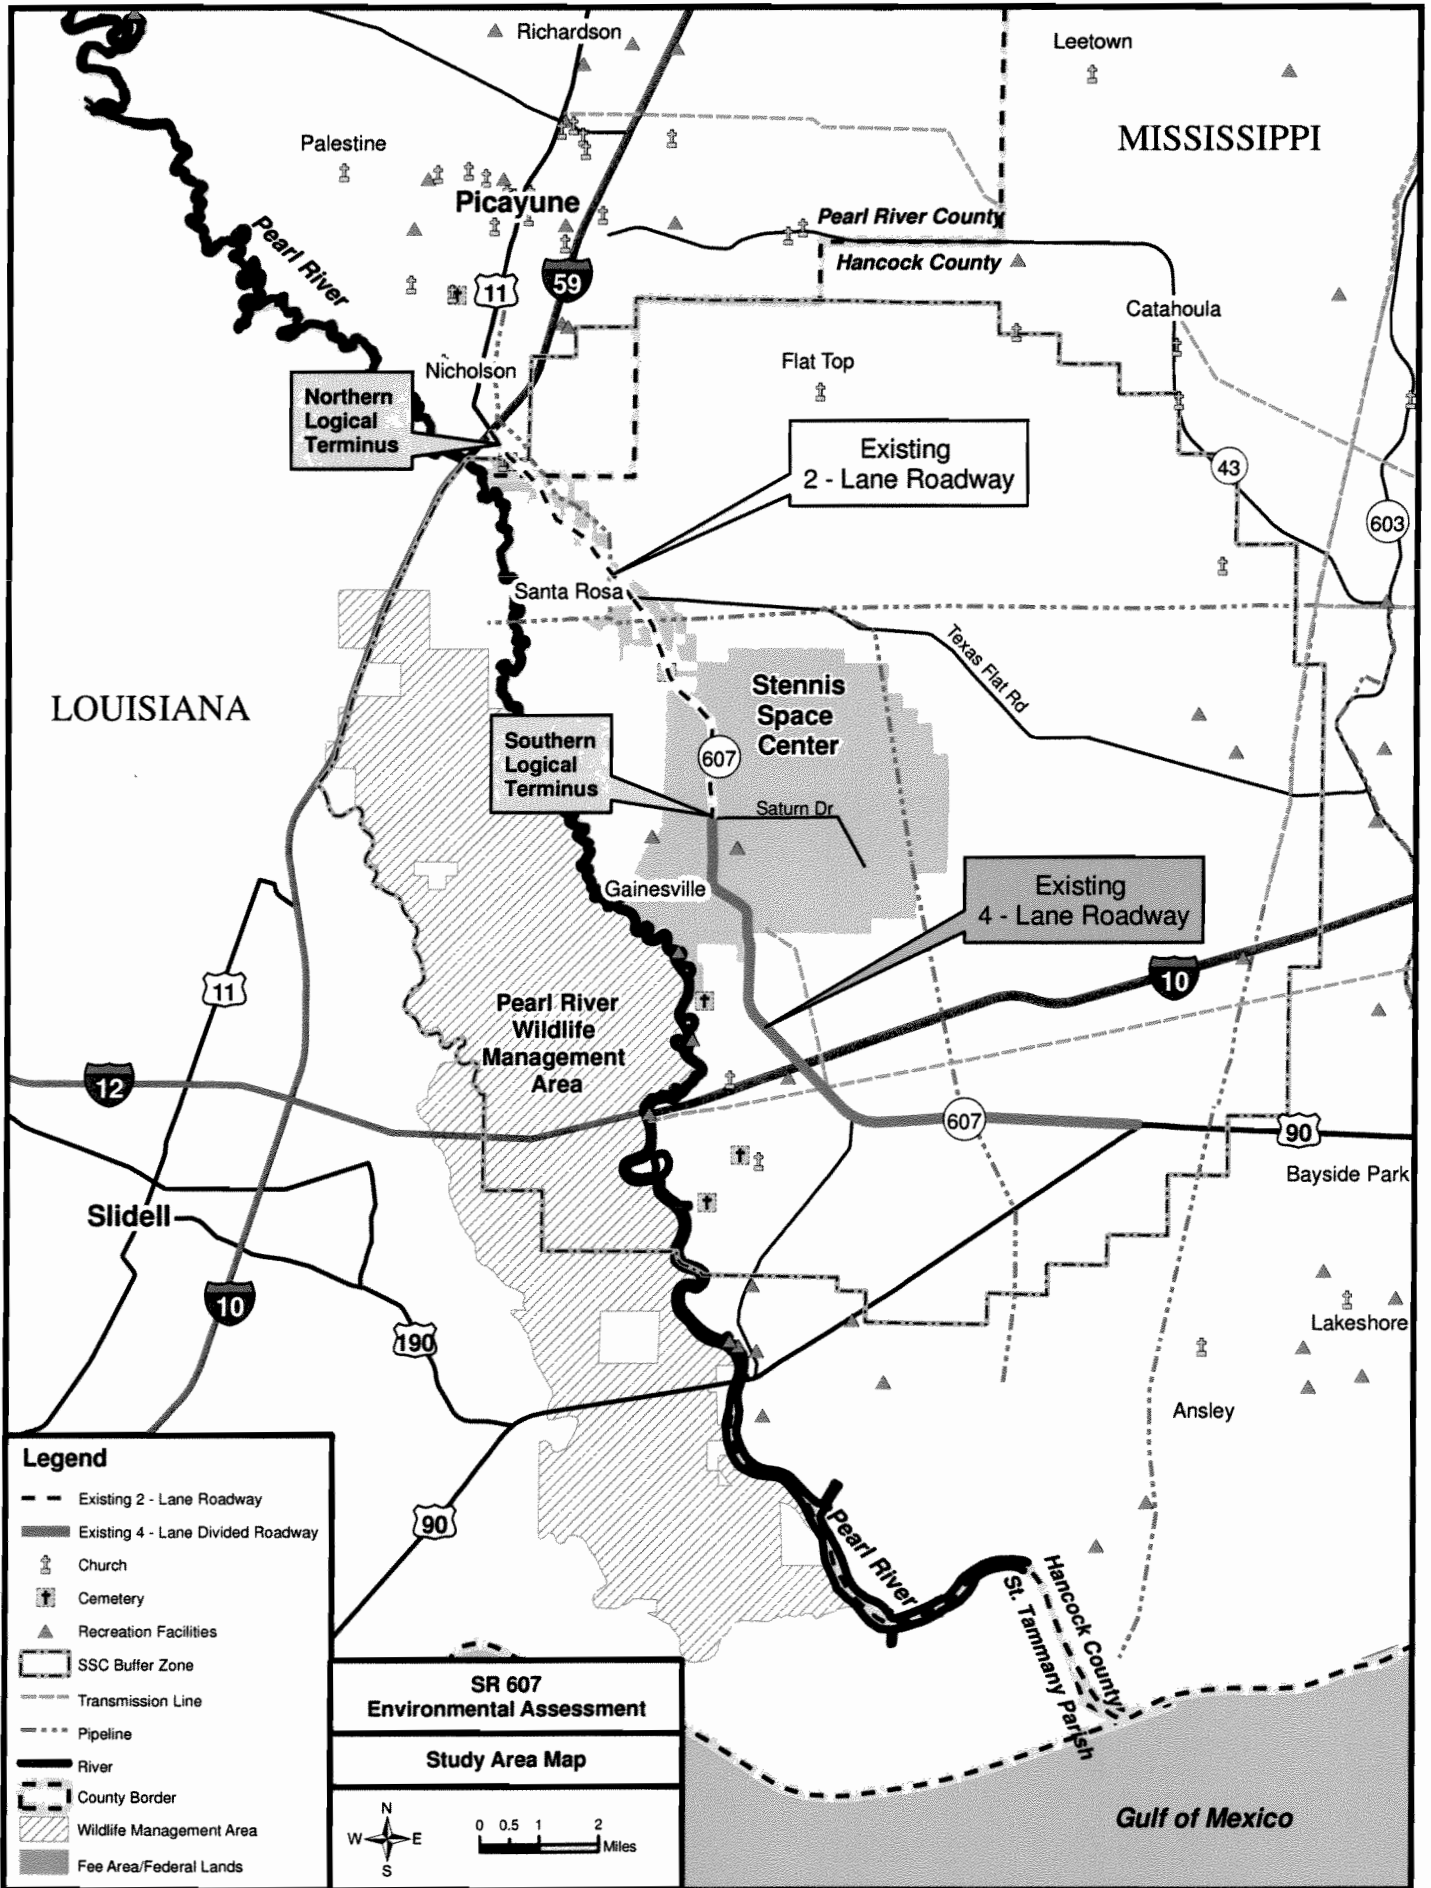 Richardson
Leetown
MISSISSIPPI
Palestine
Picayune
Pearl River County
Hancock County
Pearl River
11
59
Catahoula
Nicholson
Flat Top
Northern
Logical
Terminus
Existing
2 - Lane Roadway
43
603
Santa Rosa
Texas Flat Rd
LOUISIANA
Stennis
Space
Center
Southern
Logical
Terminus
607
Saturn Dr
Gainesville
Existing
4 - Lane Roadway
10
11
Pearl River
Wildlife
Management
Area
12
607
90
Bayside Park
Slidell
10
190
Lakeshore
Ansley
90
Pearl River
Hancock County
St. Tammany Parish
Gulf of Mexico
Legend
Existing 2 - Lane Roadway
Existing 4 - Lane Divided Roadway
Church
Cemetery
Recreation Facilities
SSC Buffer Zone
Transmission Line
Pipeline
River
County Border
Wildlife Management Area
Fee Area/Federal Lands
SR 607
Environmental Assessment
Study Area Map
N
W E
S
0 0.5 1 2
Miles